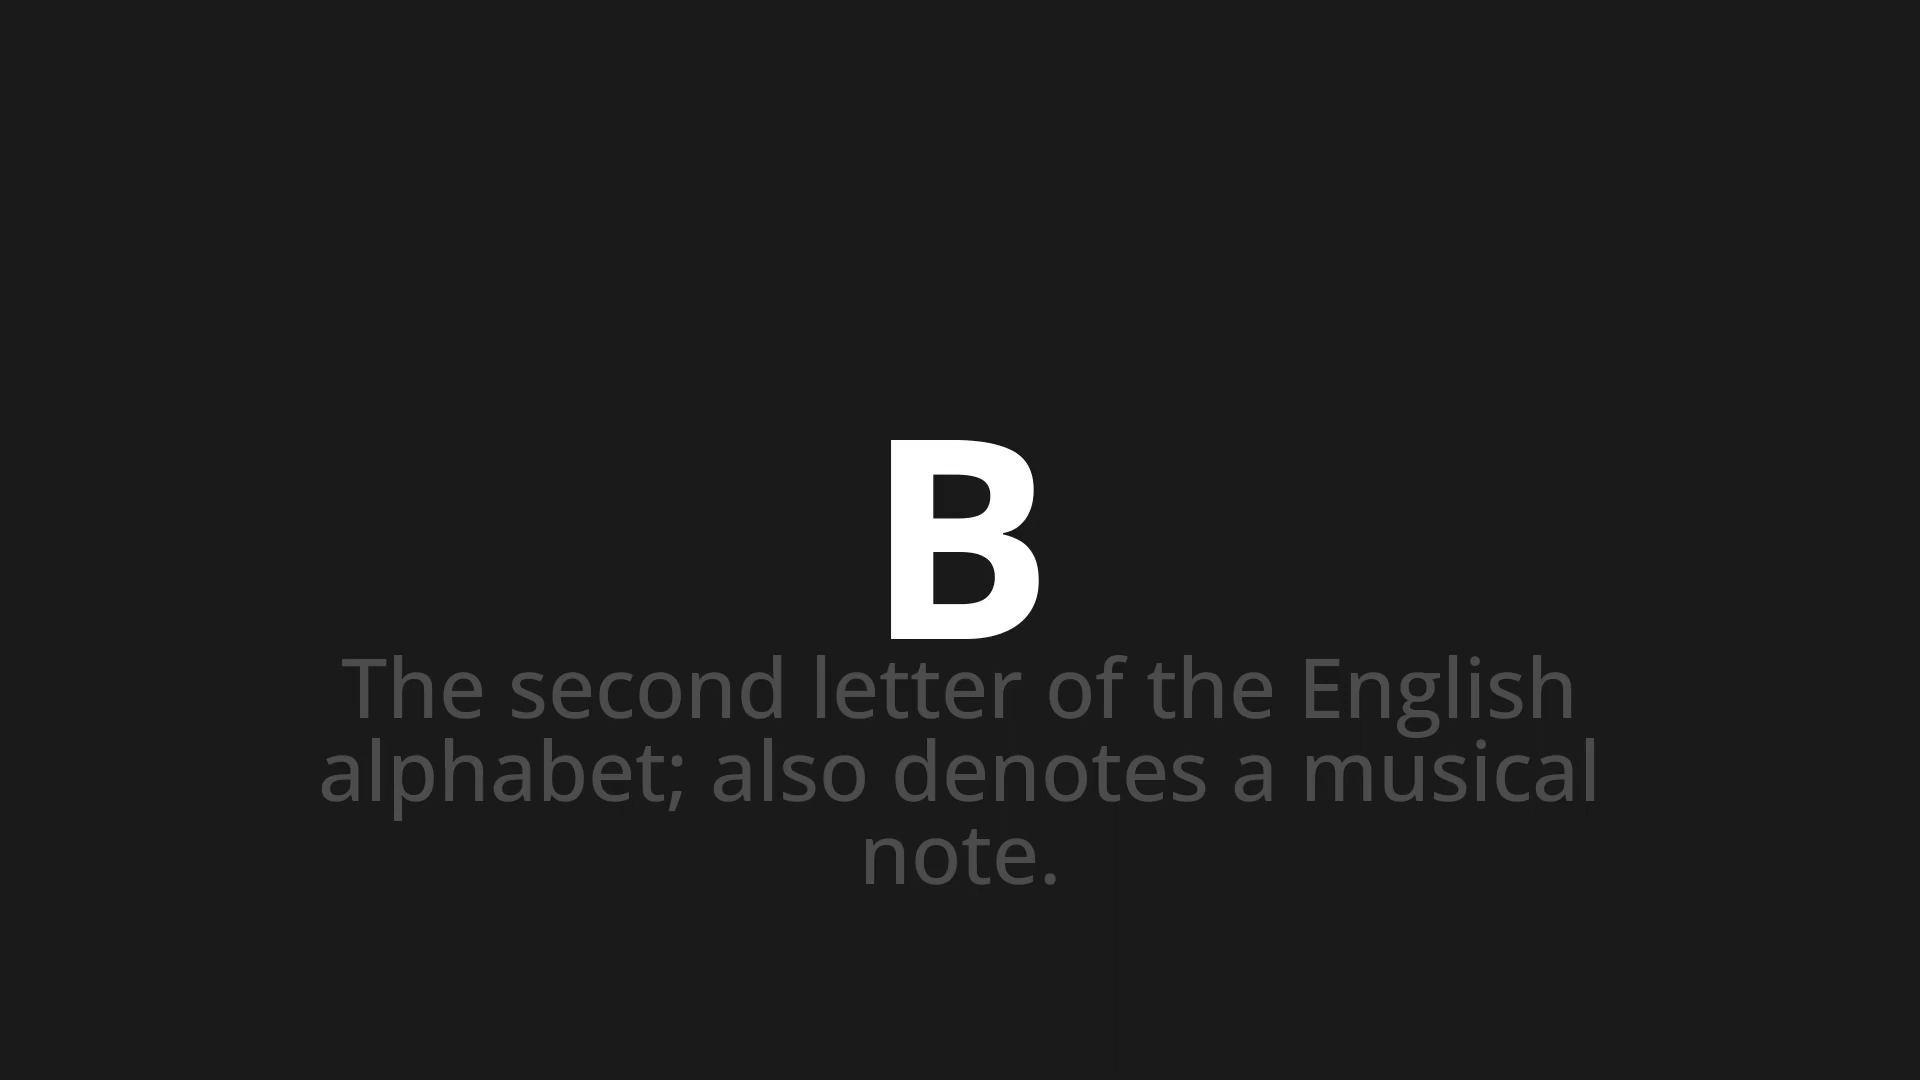 B
The second letter of the English
alphabet; also denotes a musical
note.